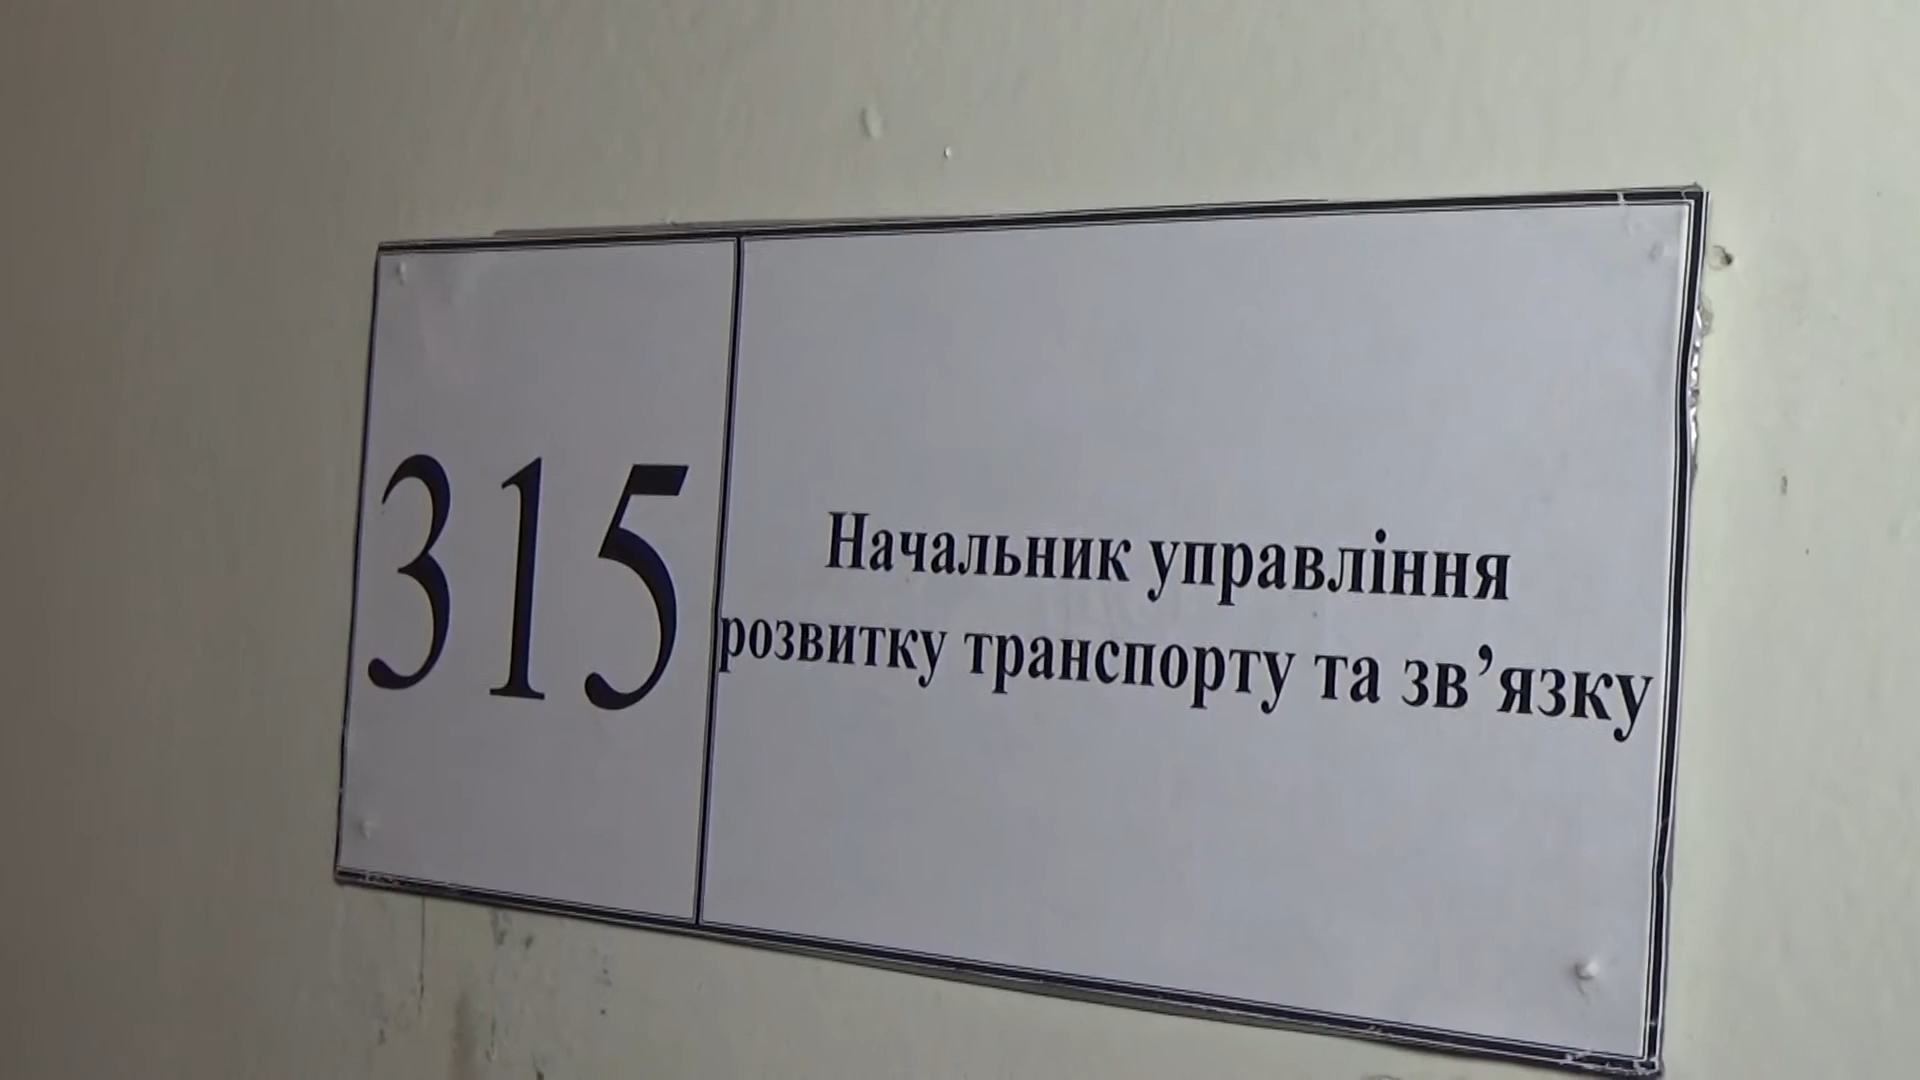 315
Начальник управління
розвитку транспорту та зв’язку